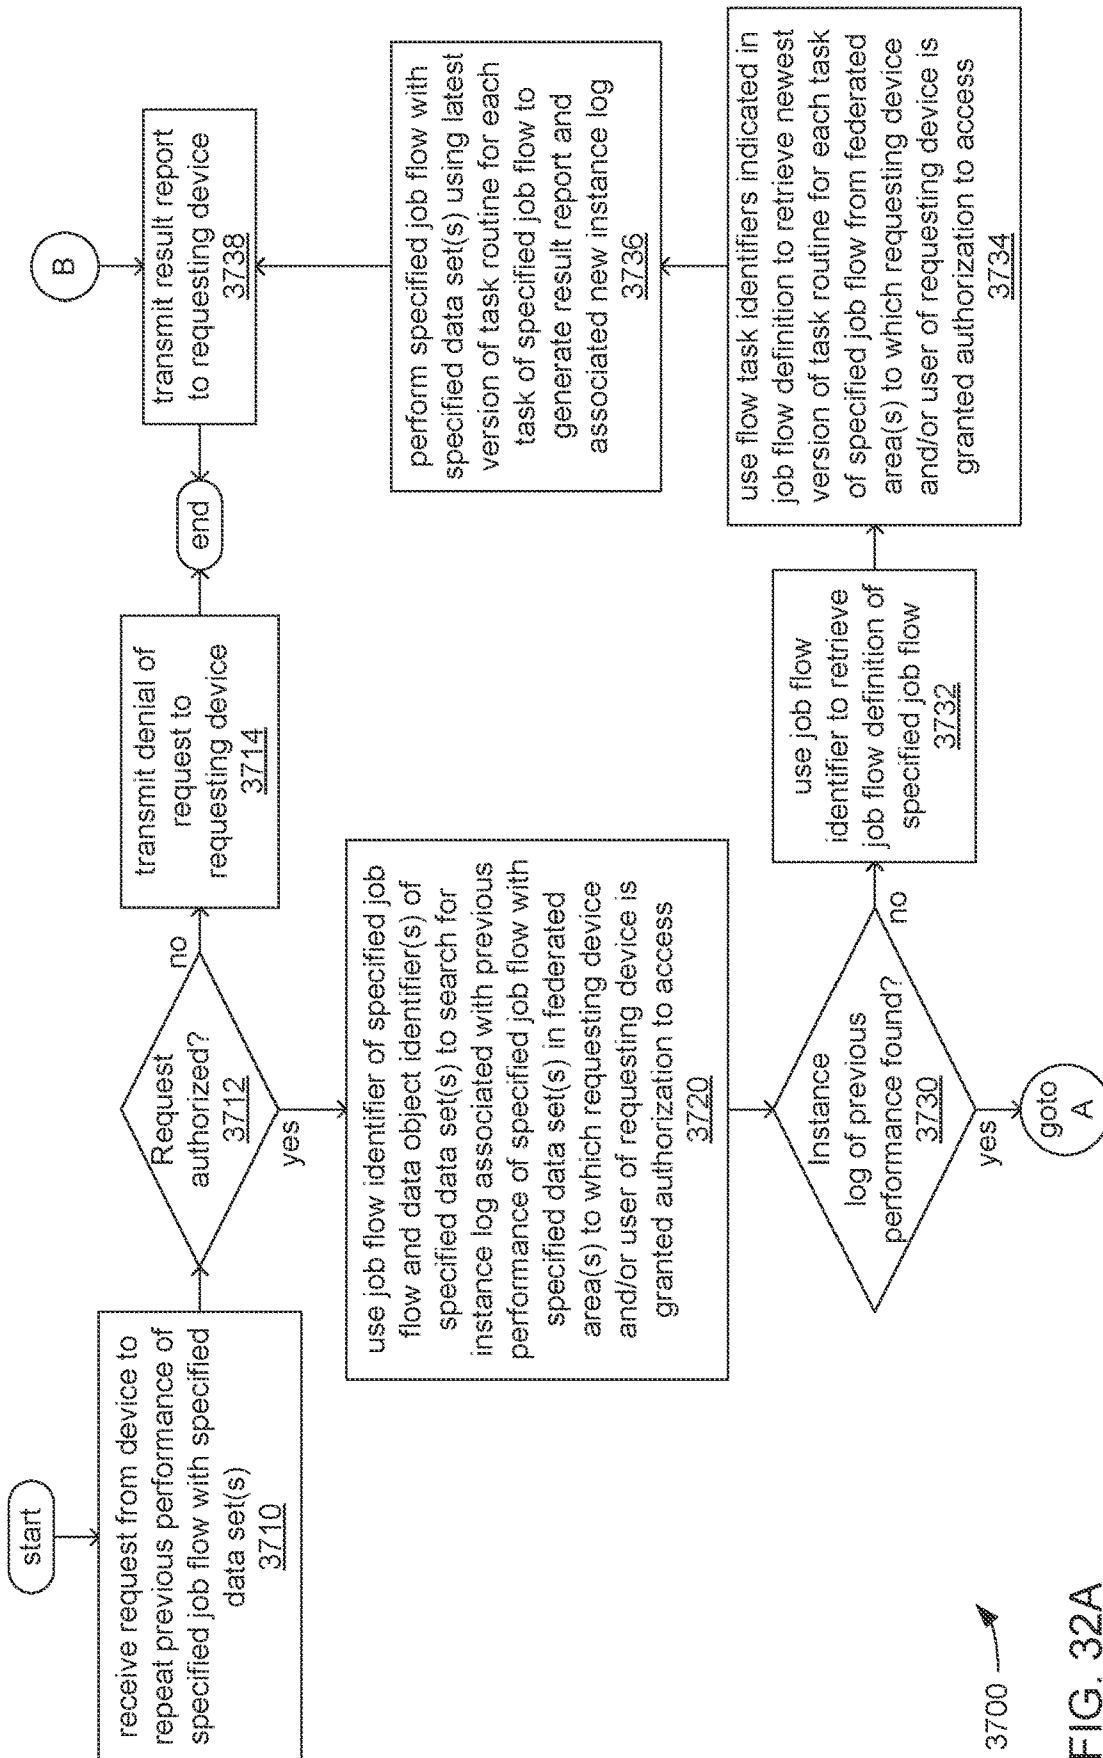 start
receive request from device to
repeat previous performance of
specified job flow with specified
data set(s)
3710
Request
authorized?
3712
no
yes
transmit denial of
request to
requesting device
3714
end
B
transmit result report
to requesting device
3738
use job flow identifier of specified job
flow and data object identifier(s) of
specified data set(s) to search for
instance log associated with previous
performance of specified job flow with
specified data set(s) in federated
area(s) to which requesting device
and/or user of requesting device is
granted authorization to access
3720
perform specified job flow with
specified data set(s) using latest
version of task routine for each
task of specified job flow to
generate result report and
associated new instance log
3736
Instance
log of previous
performance found?
3730
no
yes
goto
A
use job flow
identifier to retrieve
job flow definition of
specified job flow
3732
use flow task identifiers indicated in
job flow definition to retrieve newest
version of task routine for each task
of specified job flow from federated
area(s) to which requesting device
and/or user of requesting device is
granted authorization to access
3734
3700
FIG. 32A